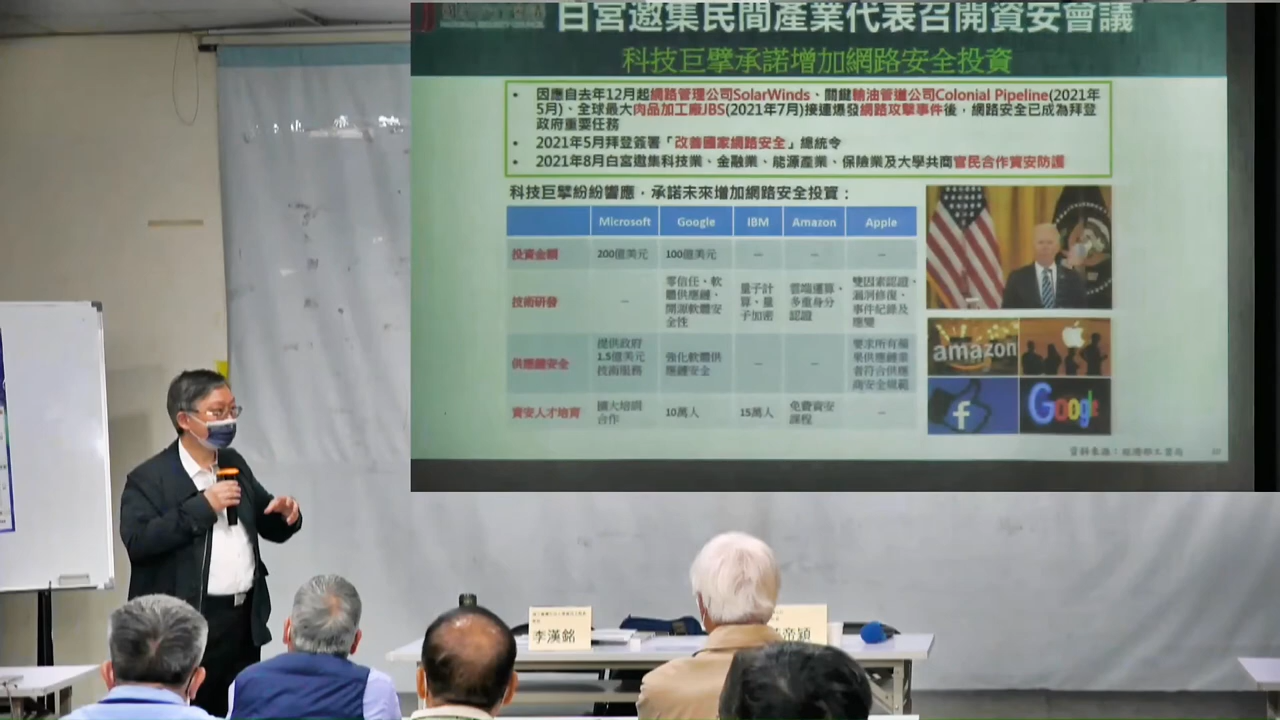 白宮邀集民間產業代表召開資安會議
科技巨擘承諾增加網路安全投資
• 因應自去年12月起網路管理公司SolarWinds、關鍵輸油管道公司Colonial Pipeline(2021年
5月)、全球最大肉品加工廠JBS(2021年7月)接連爆發網路攻擊事件後，網路安全已成為拜登
政府重要任務
• 2021年5月拜登簽署「改善國家網路安全」總統令
• 2021年8月白宮邀集科技業、金融業、能源產業、保險業及大學共商官民合作資安防護
科技巨擘紛紛響應，承諾未來增加網路安全投資：
Microsoft Google IBM Amazon Apple
投資金額 200億美元 100億美元 — — —
技術研發 — 零信任、軟體供應鏈、開源軟體安全性 量子計算、量子加密 雲端運算、多重身分認證 雙因素認證、漏洞修復、事件紀錄及應變
供應鏈安全 提供政府1.5億美元技術服務 強化軟體供應鏈安全 — — 要求所有蘋果供應鏈業者符合供應商安全規範
資安人才培育 擴大培訓合作 10萬人 15萬人 免費資安課程 —
amazon
f
Google
資料來源：經濟部工業局
李漢銘
帝穎